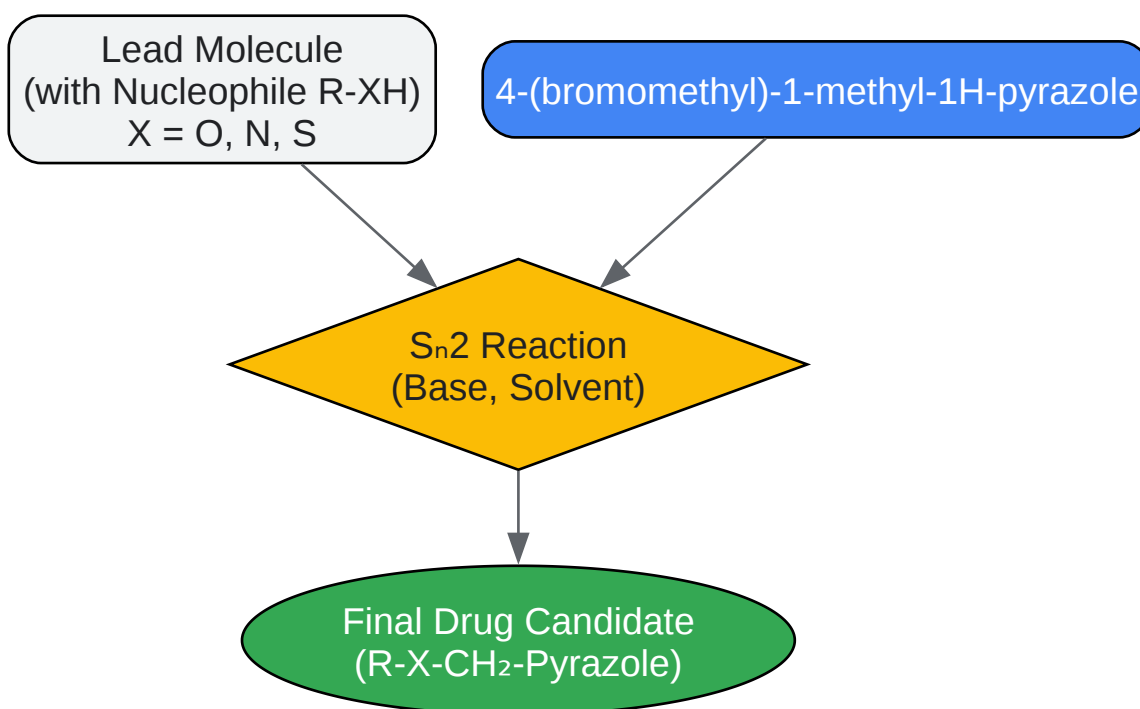 Lead Molecule
(with Nucleophile R-XH)
X = O, N, S
4-(bromomethyl)-1-methyl-1H-pyrazole
Sₙ2 Reaction
(Base, Solvent)
Final Drug Candidate
(R-X-CH₂-Pyrazole)